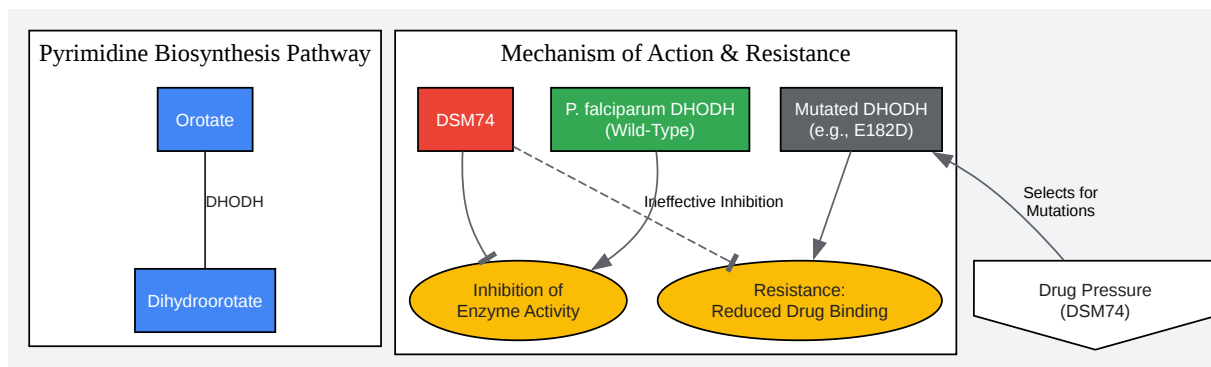 Pyrimidine Biosynthesis Pathway
Orotate
DHODH
Dihydroorotate
Mechanism of Action & Resistance
DSM74
P. falciparum DHODH
(Wild-Type)
Mutated DHODH
(e.g., E182D)
Ineffective Inhibition
Selects for
Mutations
Inhibition of
Enzyme Activity
Resistance:
Reduced Drug Binding
Drug Pressure
(DSM74)